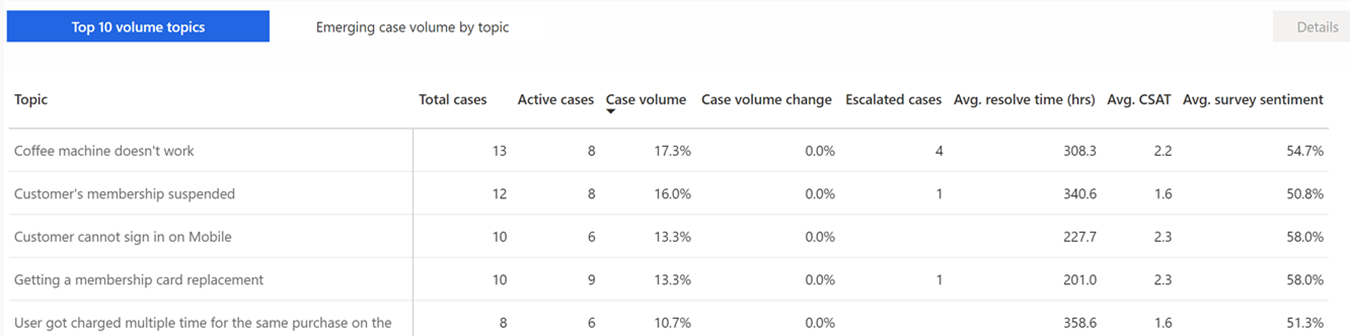 Top 10 volume topics Emerging case volume by topic Details
Topic Total cases Active cases Case volume Case volume change Escalated cases Avg. resolve time (hrs) Avg. CSAT Avg. survey sentiment
Coffee machine doesn't work 13 8 17.3% 0.0% 4 308.3 2.2 54.7%
Customer's membership suspended 12 8 16.0% 0.0% 1 340.6 1.6 50.8%
Customer cannot sign in on Mobile 10 6 13.3% 0.0% 227.7 2.3 58.0%
Getting a membership card replacement 10 9 13.3% 0.0% 1 201.0 2.3 58.0%
User got charged multiple time for the same purchase on the 8 6 10.7% 0.0% 358.6 1.6 51.3%